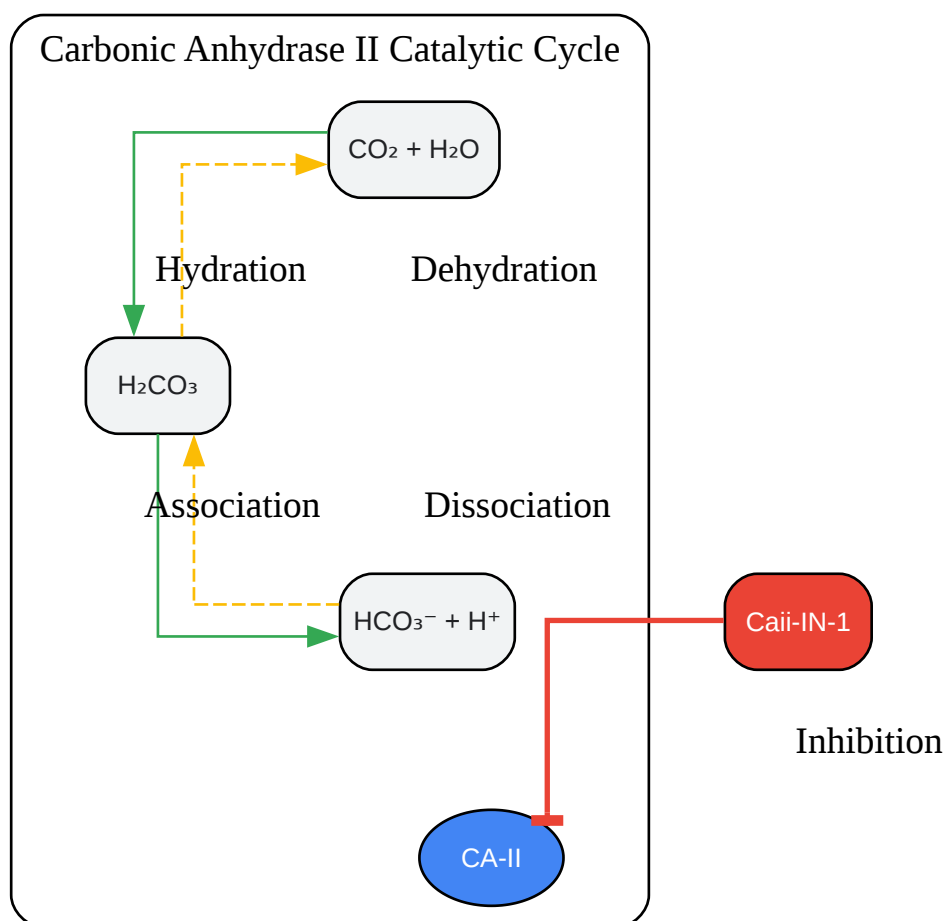 Carbonic Anhydrase II Catalytic Cycle
CO₂ + H₂O
Hydration
Dehydration
H₂CO₃
Association
Dissociation
HCO₃⁻ + H⁺
Caii-IN-1
Inhibition
CA-II